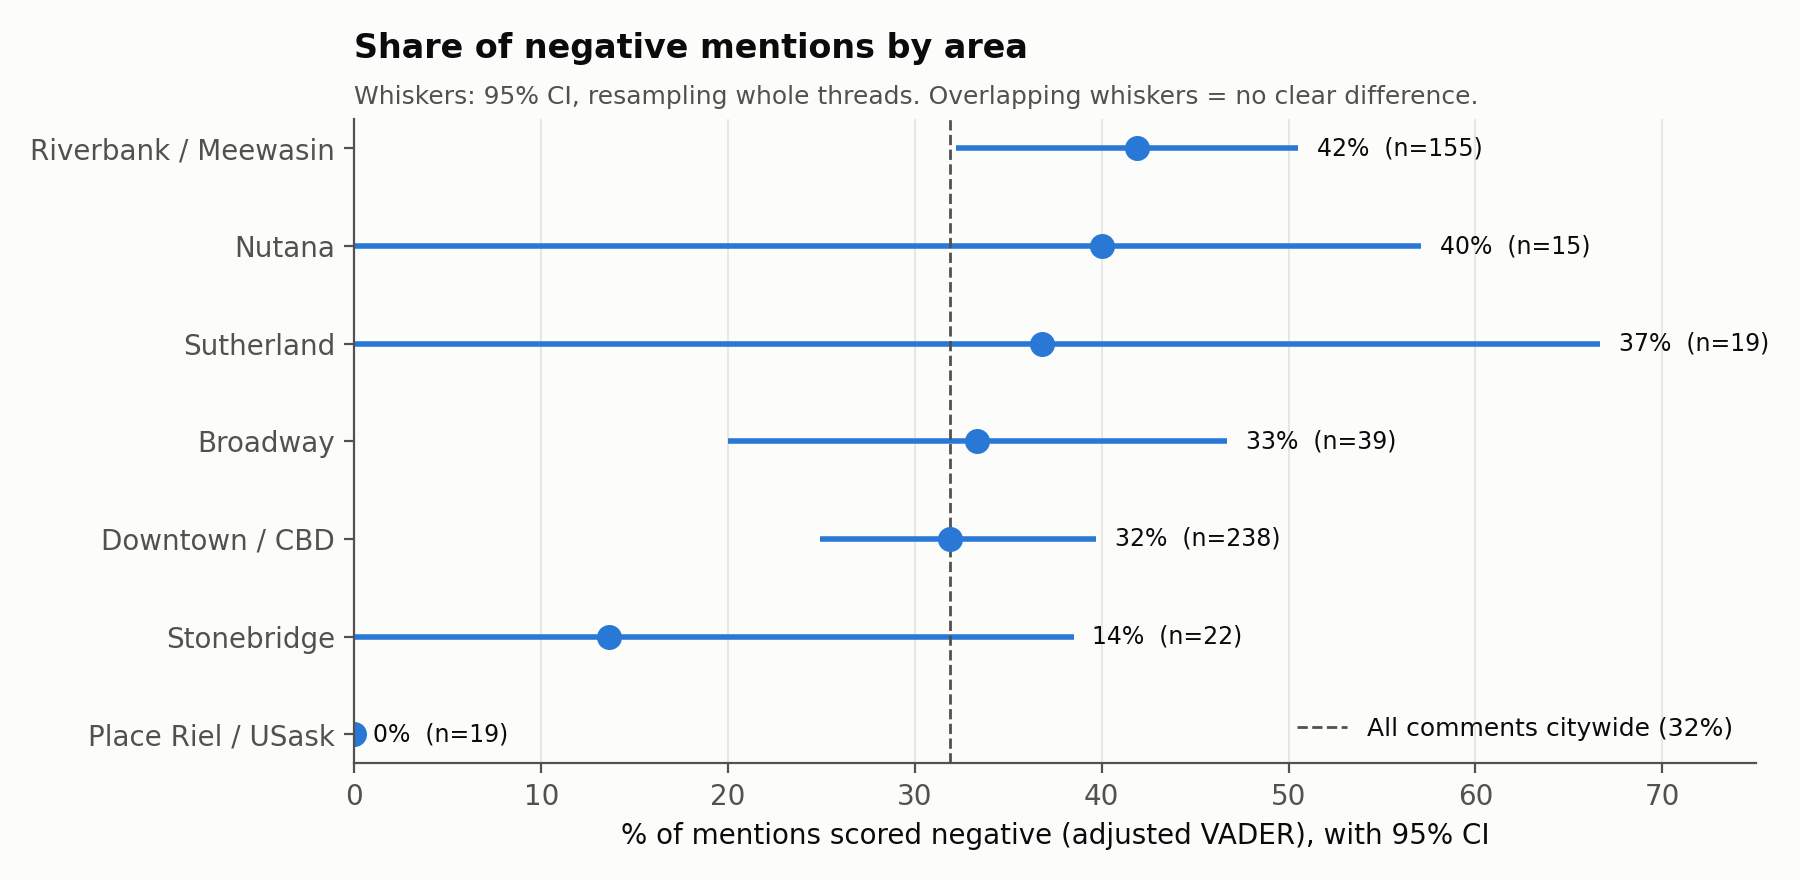 Share of negative mentions by area
Whiskers: 95% CI, resampling whole threads. Overlapping whiskers = no clear difference.
Riverbank / Meewasin
42%  (n=155)
Nutana
40%  (n=15)
Sutherland
37%  (n=19)
Broadway
33%  (n=39)
Downtown / CBD
32%  (n=238)
Stonebridge
14%  (n=22)
Place Riel / USask
0%  (n=19)
All comments citywide (32%)
0 10 20 30 40 50 60 70
% of mentions scored negative (adjusted VADER), with 95% CI